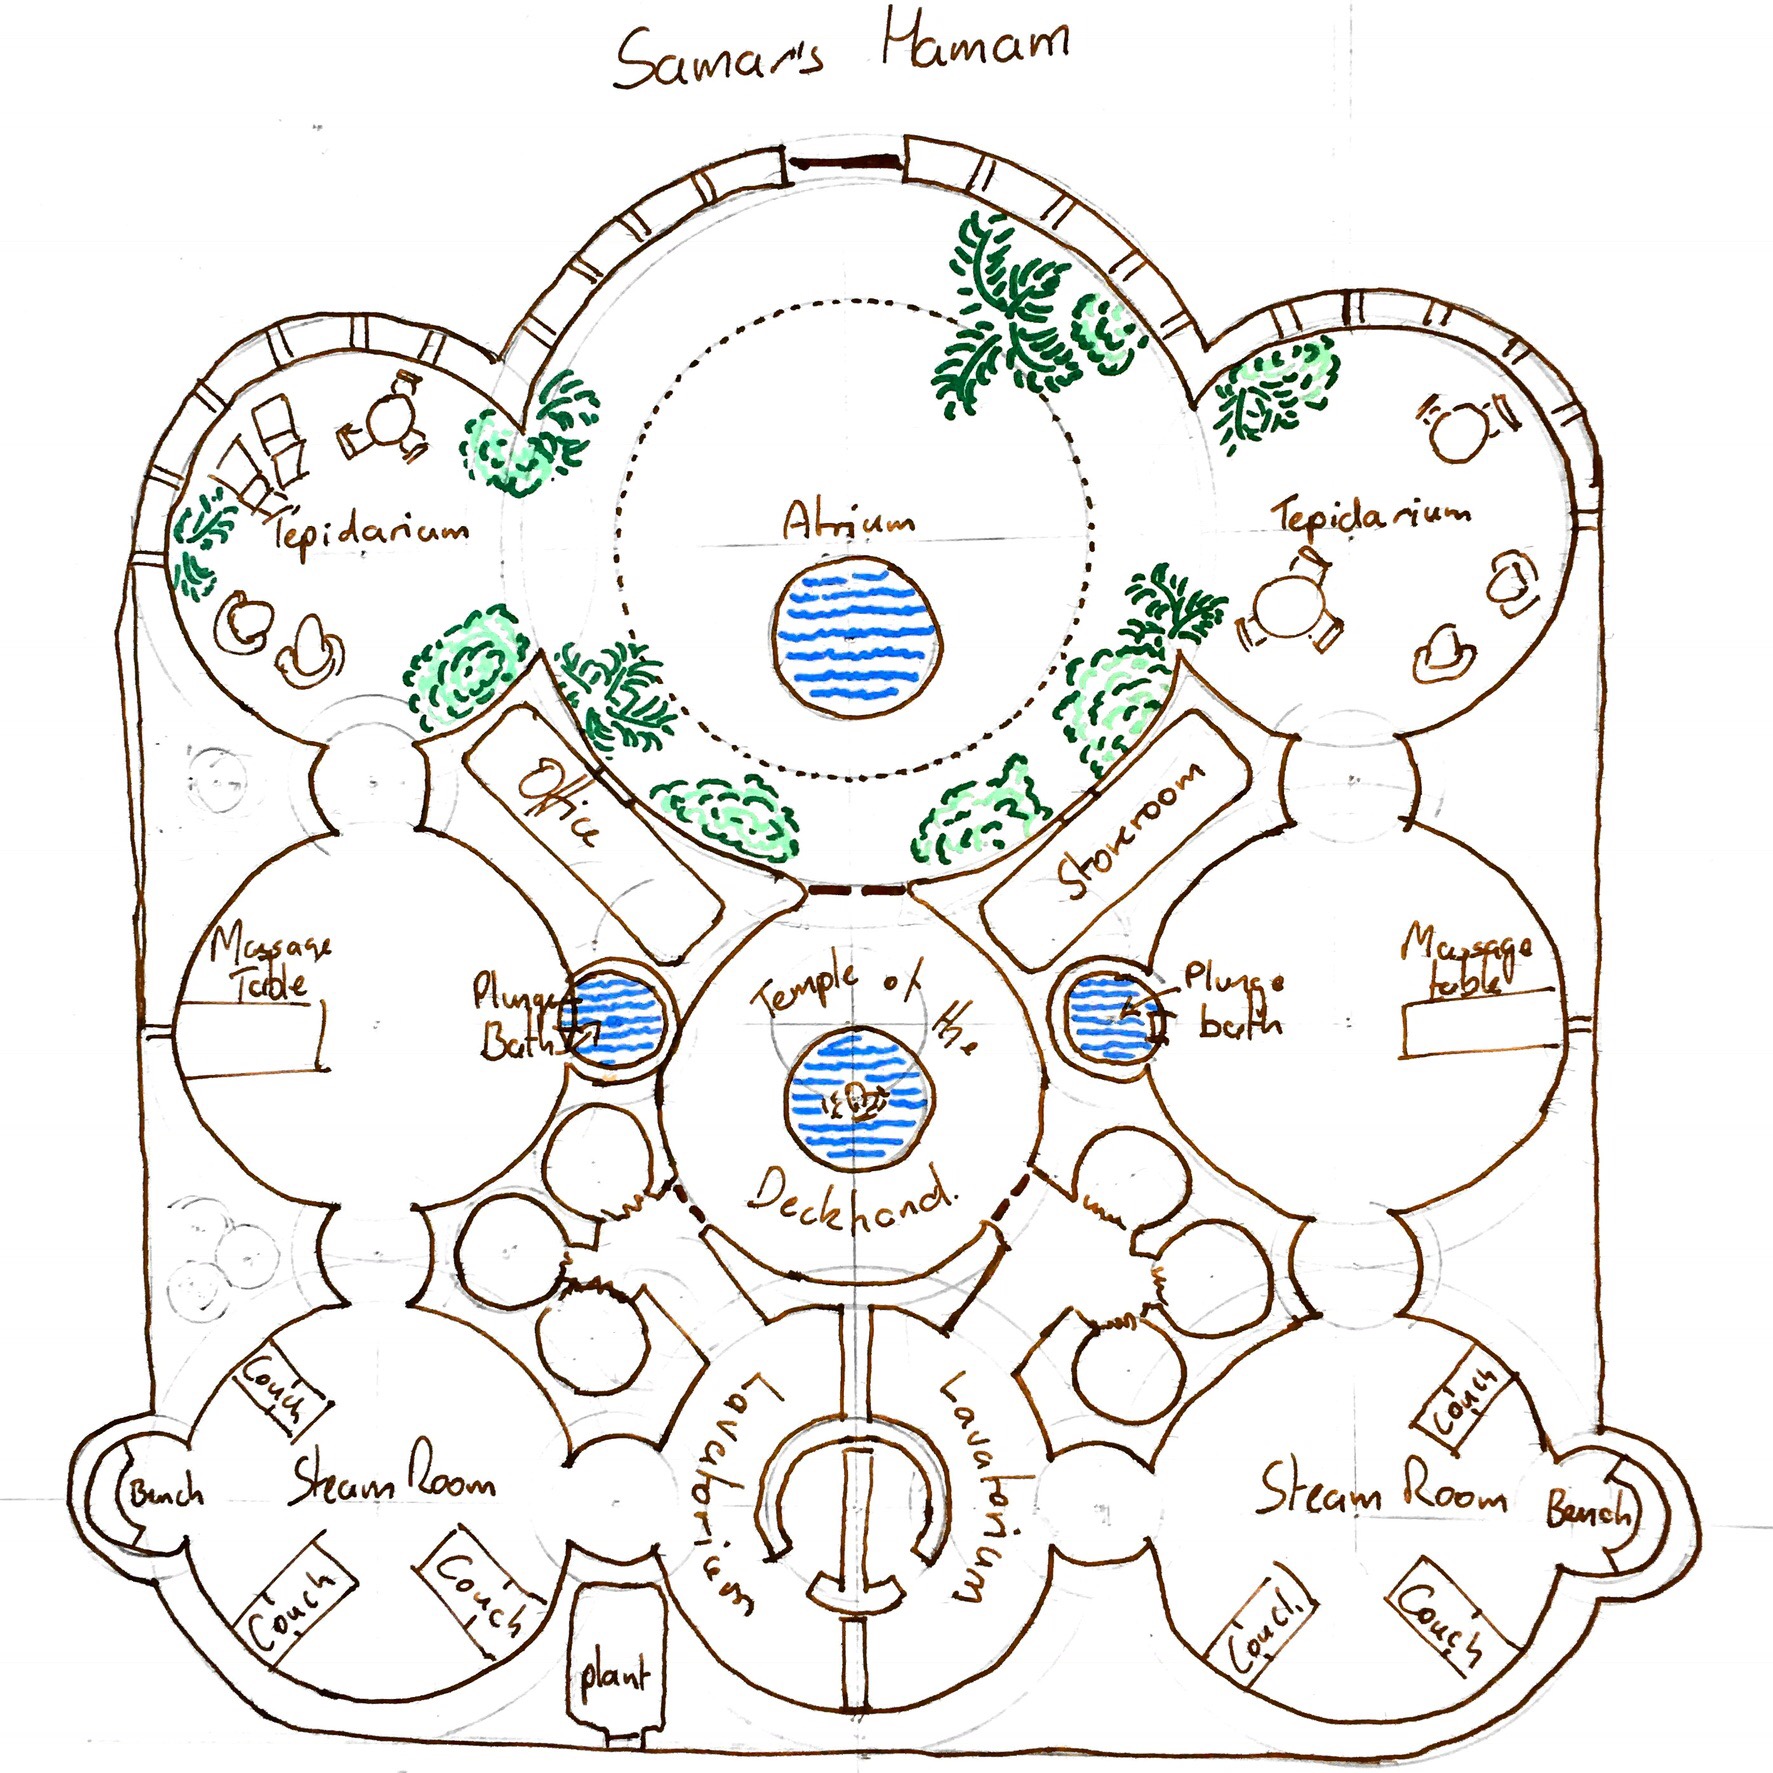 Samar's Hamam
Tepidarium
Atrium
Tepidarium
Office
Storeroom
Massage
Table
Plunge
Bath
Temple of
The
Deckhand.
Plunge
bath
Massage
table
Couch
Steam Room
Bench
Couch
Couch
plant
Lavatorium
Lavatorium
Couch
Steam Room
Bench
Couch
Couch